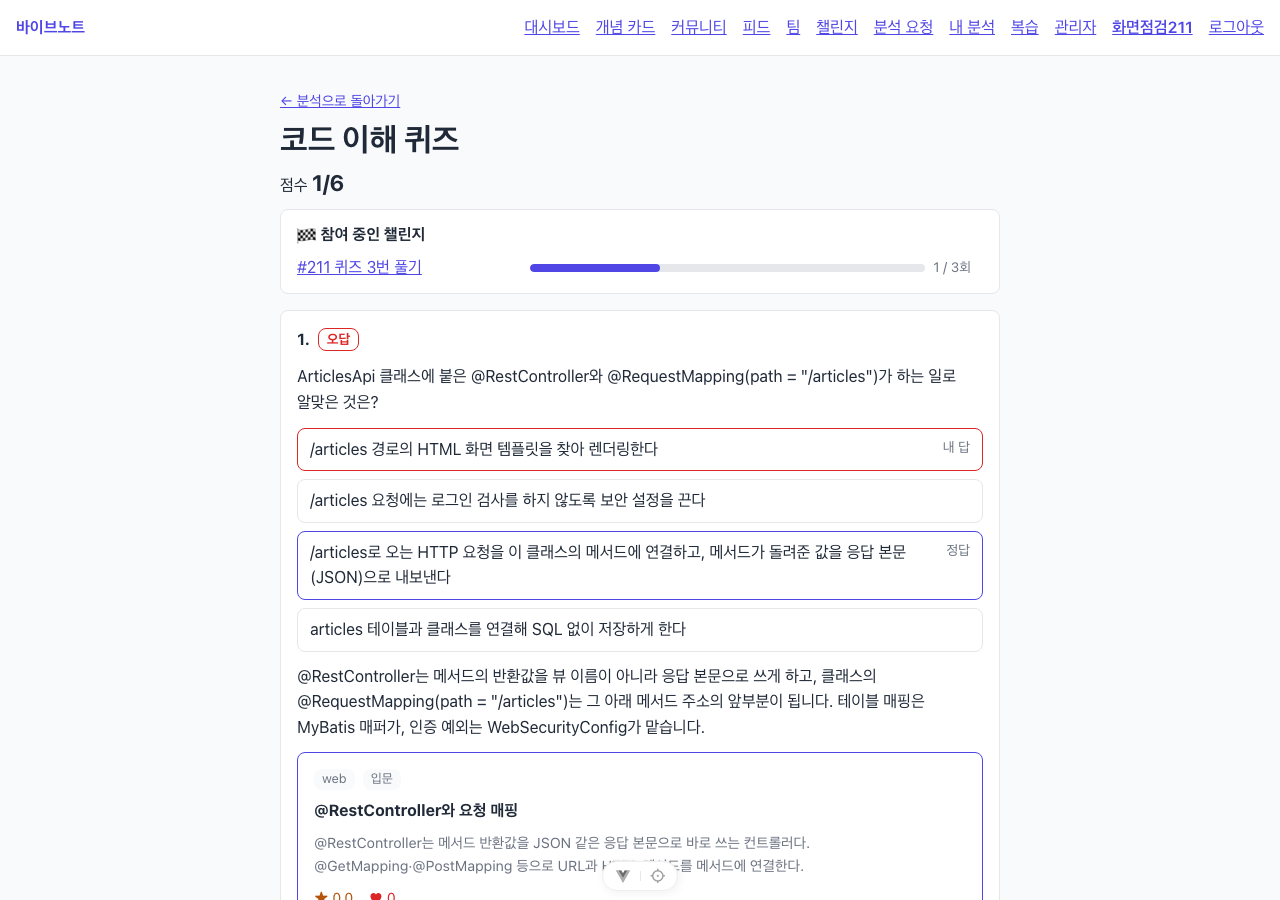 바이브노트
대시보드 개념 카드 커뮤니티 피드 팀 챌린지 분석 요청 내 분석 복습 관리자 화면점검211 로그아웃
← 분석으로 돌아가기
코드 이해 퀴즈
점수 1/6
🏁 참여 중인 챌린지
#211 퀴즈 3번 풀기 1 / 3회
1. 오답
ArticlesApi 클래스에 붙은 @RestController와 @RequestMapping(path = "/articles")가 하는 일로
알맞은 것은?
/articles 경로의 HTML 화면 템플릿을 찾아 렌더링한다 내 답
/articles 요청에는 로그인 검사를 하지 않도록 보안 설정을 끈다
/articles로 오는 HTTP 요청을 이 클래스의 메서드에 연결하고, 메서드가 돌려준 값을 응답 본문 정답
(JSON)으로 내보낸다
articles 테이블과 클래스를 연결해 SQL 없이 저장하게 한다
@RestController는 메서드의 반환값을 뷰 이름이 아니라 응답 본문으로 쓰게 하고, 클래스의
@RequestMapping(path = "/articles")는 그 아래 메서드 주소의 앞부분이 됩니다. 테이블 매핑은
MyBatis 매퍼가, 인증 예외는 WebSecurityConfig가 맡습니다.
web 입문
@RestController와 요청 매핑
@RestController는 메서드 반환값을 JSON 같은 응답 본문으로 바로 쓰는 컨트롤러다.
@GetMapping·@PostMapping 등으로 URL과 메서드에 연결한다.
★ 0.0 ♥ 0